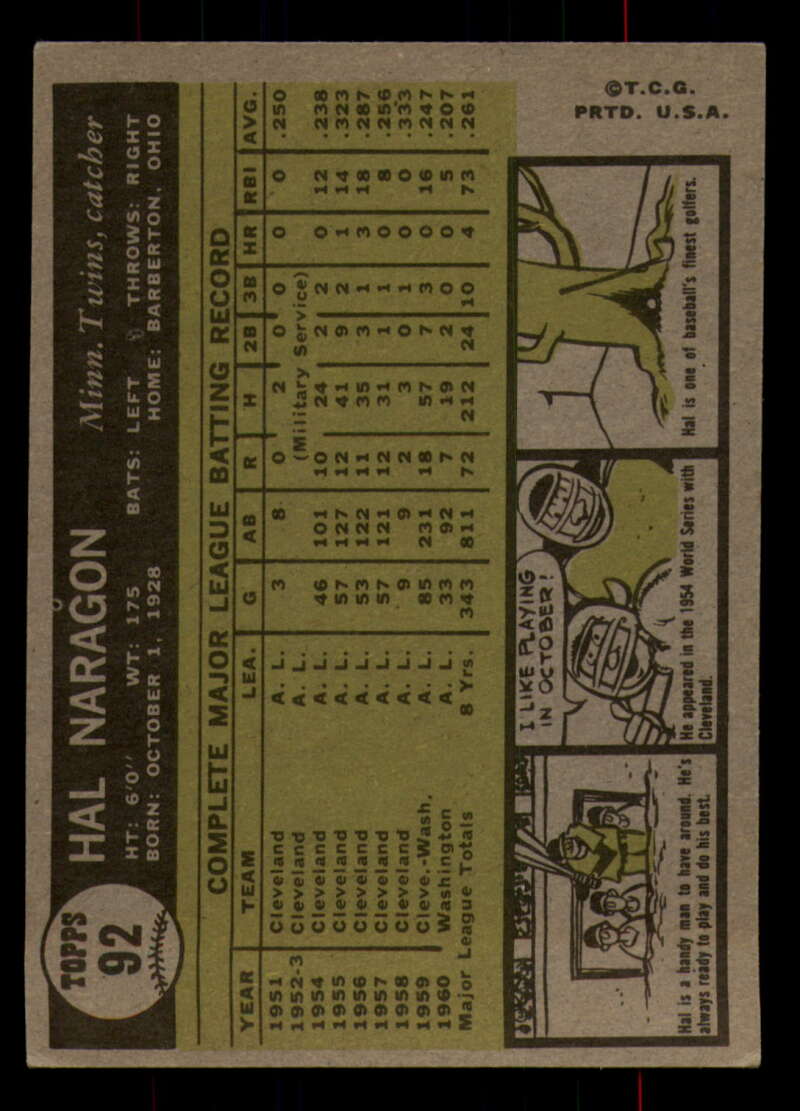 TOPPS
92
HAL NARAGON Minn. Twins, catcher
HT: 6'0" WT: 175 BATS: LEFT THROWS: RIGHT
BORN: OCTOBER 1, 1928 HOME: BARBERTON, OHIO
COMPLETE MAJOR LEAGUE BATTING RECORD
YEAR TEAM LEA. G AB R H 2B 3B HR RBI AVG.
1951 Cleveland A. L. 3 8 0 2 0 0 0 0 .250
1952-3 Cleveland A. L. (Military Service)
1954 Cleveland A. L. 46 101 10 24 2 2 0 12 .238
1955 Cleveland A. L. 57 127 12 41 9 2 1 14 .323
1956 Cleveland A. L. 53 122 11 35 3 1 3 18 .287
1957 Cleveland A. L. 57 121 12 31 1 1 0 8 .256
1958 Cleveland A. L. 9 9 2 3 0 1 0 0 .333
1959 Cleve.-Wash. A. L. 85 231 18 57 7 3 0 16 .247
1960 Washington A. L. 33 92 7 19 2 0 0 5 .207
Major League Totals 8 Yrs. 343 811 72 212 24 10 4 73 .261
Hal is a handy man to have around. He's
always ready to play and do his best.
I LIKE PLAYING
IN OCTOBER!
He appeared in the 1954 World Series with
Cleveland.
Hal is one of baseball's finest golfers.
©T.C.G.
PRTD. U.S.A.